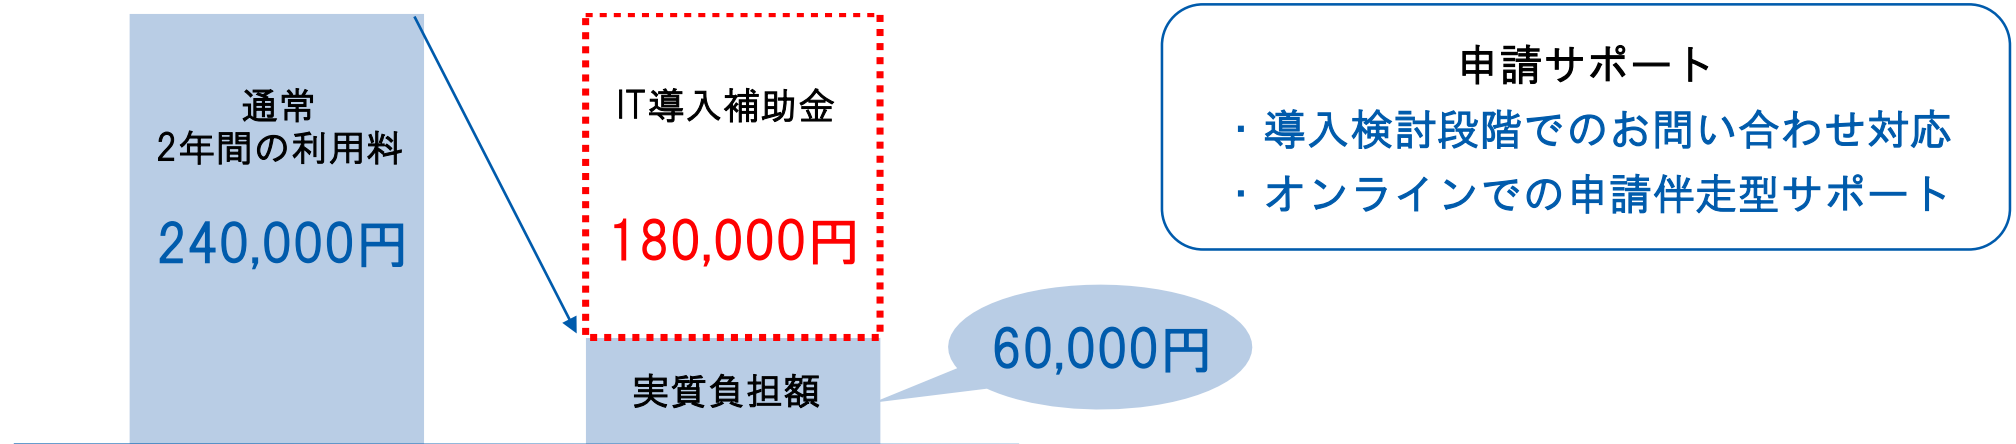 通常
2年間の利用料
240,000円
IT導入補助金
180,000円
実質負担額
60,000円
申請サポート
・導入検討段階でのお問い合わせ対応
・オンラインでの申請伴走型サポート